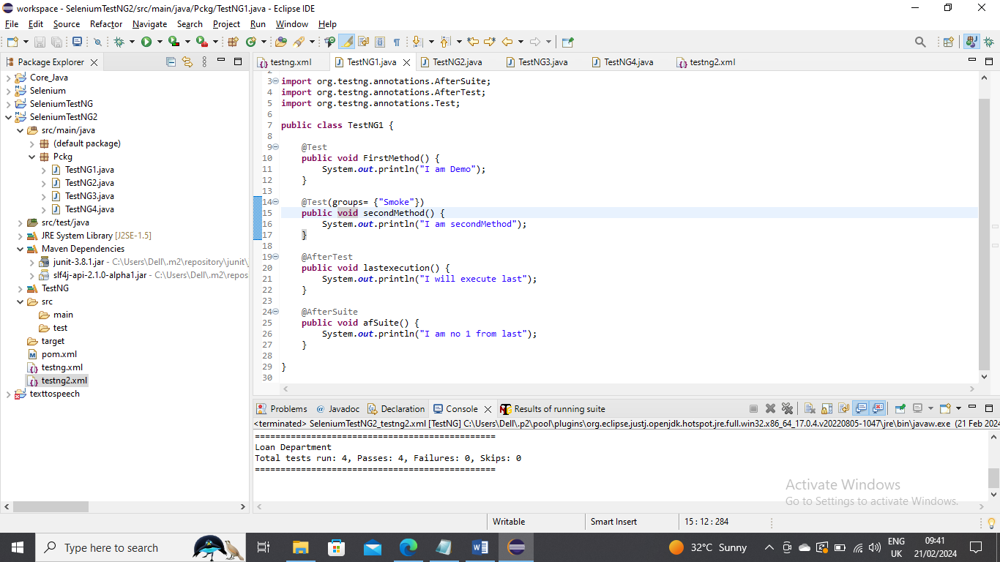 workspace - SeleniumTestNG2/src/main/java/Pckg/TestNG1.java - Eclipse IDE
File Edit Source Refactor Navigate Search Project Run Window Help
Package Explorer
Core_Java
Selenium
SeleniumTestNG
SeleniumTestNG2
src/main/java
(default package)
Pckg
TestNG1.java
TestNG2.java
TestNG3.java
TestNG4.java
src/test/java
JRE System Library [J2SE-1.5]
Maven Dependencies
junit-3.8.1.jar - C:\Users\Dell\.m2\repository\junit\
slf4j-api-2.1.0-alpha1.jar - C:\Users\Dell\.m2\repos
TestNG
src
main
test
target
pom.xml
testng.xml
testng2.xml
texttospeech
testng.xml TestNG1.java TestNG2.java TestNG3.java TestNG4.java testng2.xml
2
3 import org.testng.annotations.AfterSuite;
4 import org.testng.annotations.AfterTest;
5 import org.testng.annotations.Test;
6
7 public class TestNG1 {
8
9 @Test
10 public void FirstMethod() {
11 System.out.println("I am Demo");
12 }
13
14 @Test(groups= {"Smoke"})
15 public void secondMethod() {
16 System.out.println("I am secondMethod");
17 }
18
19 @AfterTest
20 public void lastexecution() {
21 System.out.println("I will execute last");
22 }
23
24 @AfterSuite
25 public void afSuite() {
26 System.out.println("I am no 1 from last");
27 }
28
29 }
30
Problems @ Javadoc Declaration Console Results of running suite
<terminated> SeleniumTestNG2_testng2.xml [TestNG] C:\Users\Dell\.p2\pool\plugins\org.eclipse.justj.openjdk.hotspot.jre.full.win32.x86_64_17.0.4.v20220805-1047\jre\bin\javaw.exe (21 Feb 2024
===============================================
Loan Department
Total tests run: 4, Passes: 4, Failures: 0, Skips: 0
===============================================
Activate Windows
Go to Settings to activate Windows.
Writable Smart Insert 15 : 12 : 284
Type here to search
32°C Sunny
ENG
UK
09:41
21/02/2024